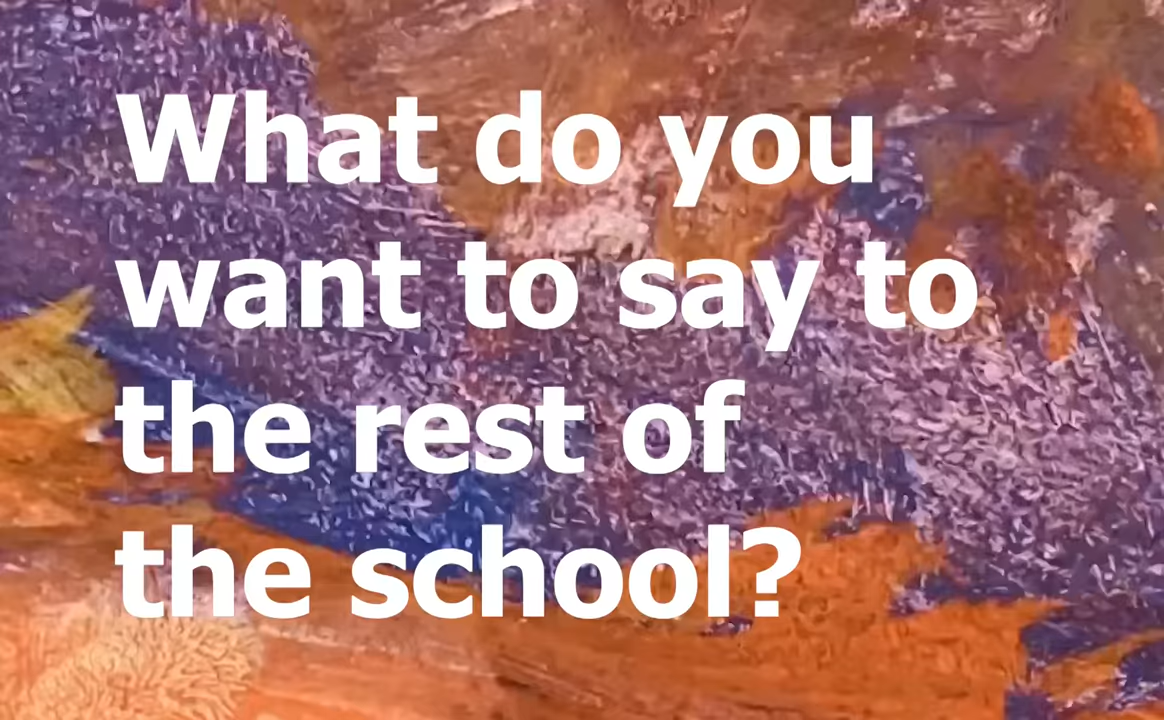 What do you
want to say to
the rest of
the school?